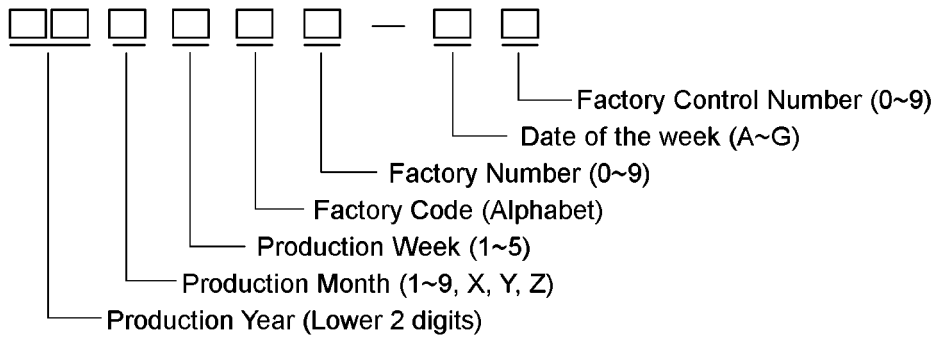 Factory Control Number (0~9)
Date of the week (A~G)
Factory Number (0~9)
Factory Code (Alphabet)
Production Week (1~5)
Production Month (1~9, X, Y, Z)
Production Year (Lower 2 digits)